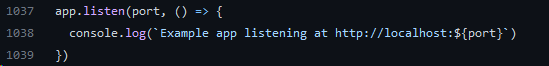 1037 app.listen(port, () => {
1038   console.log(`Example app listening at http://localhost:${port}`)
1039 })